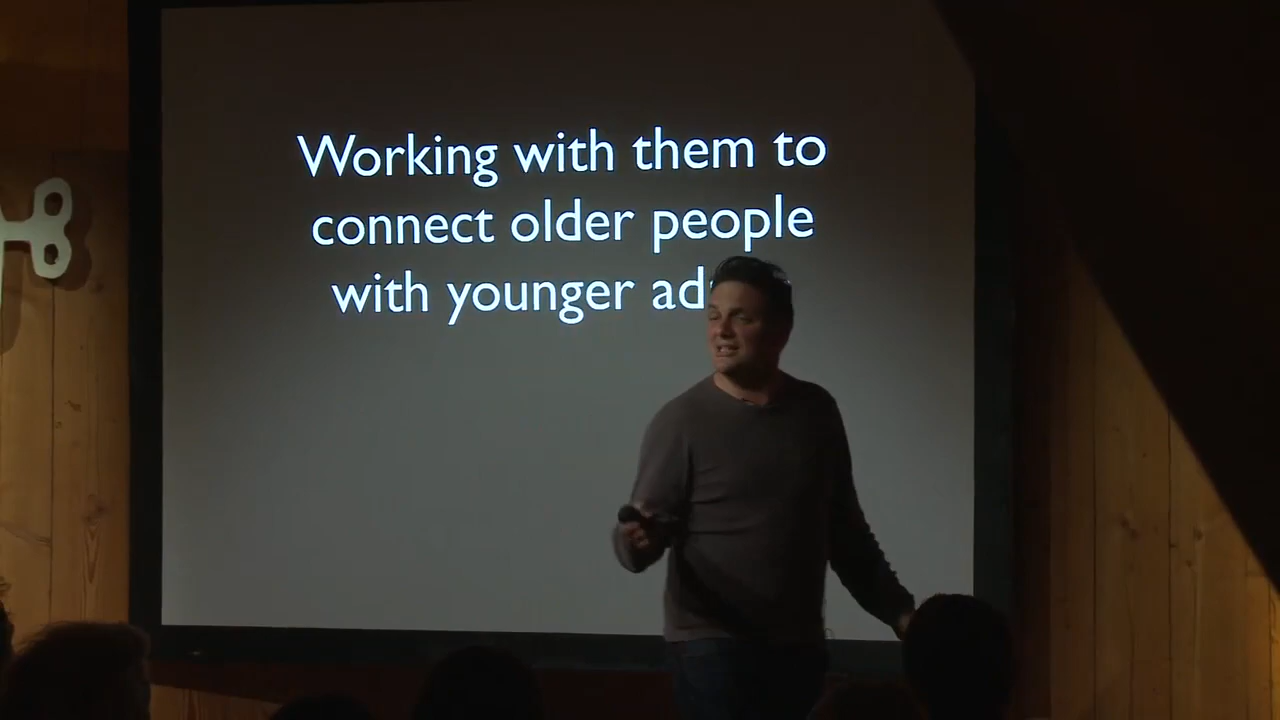 Working with them to
connect older people
with younger